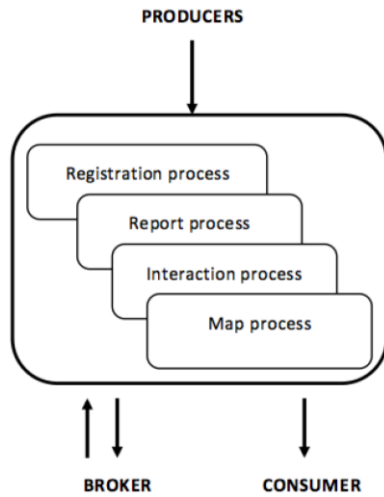 PRODUCERS
Registration process
Report process
Interaction process
Map process
BROKER CONSUMER